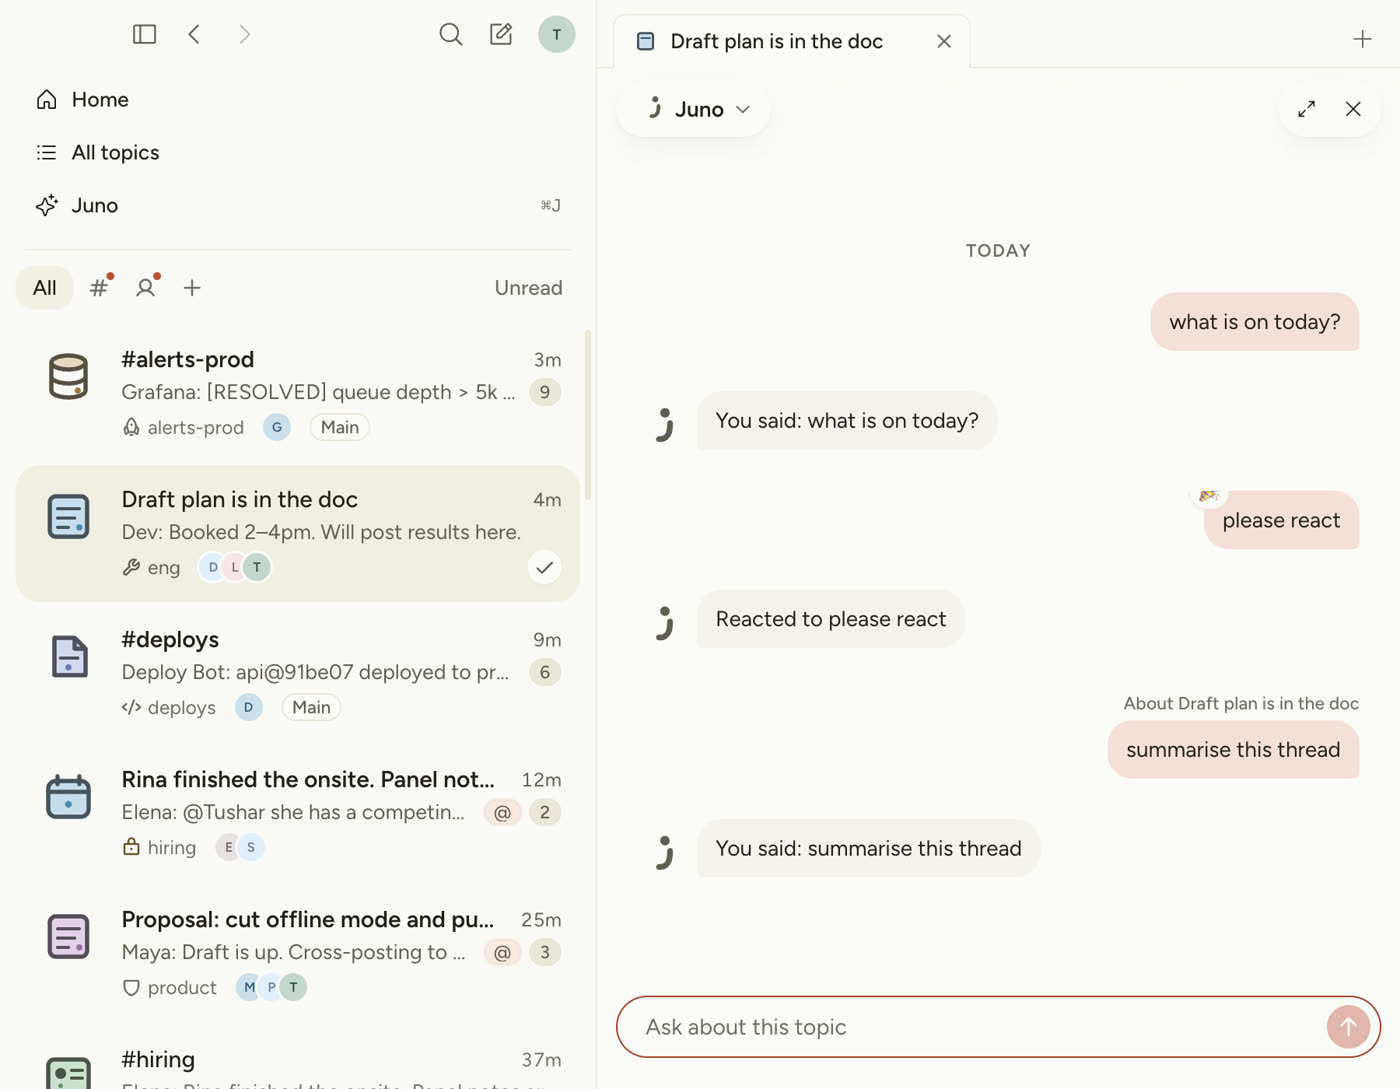 T
Home
All topics
Juno
⌘J
All
Unread
#alerts-prod
3m
Grafana: [RESOLVED] queue depth > 5k ...
9
alerts-prod
G
Main
Draft plan is in the doc
4m
Dev: Booked 2–4pm. Will post results here.
eng
D
L
T
#deploys
9m
Deploy Bot: api@91be07 deployed to pr...
6
deploys
D
Main
Rina finished the onsite. Panel not...
12m
Elena: @Tushar she has a competin...
@
2
hiring
E
S
Proposal: cut offline mode and pu...
25m
Maya: Draft is up. Cross-posting to ...
@
3
product
M
P
T
#hiring
37m
Draft plan is in the doc
Juno
TODAY
what is on today?
You said: what is on today?
please react
Reacted to please react
About Draft plan is in the doc
summarise this thread
You said: summarise this thread
Ask about this topic